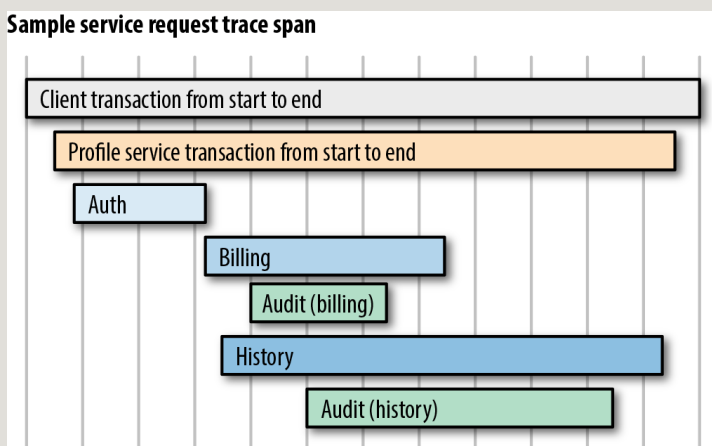 Sample service request trace span
Client transaction from start to end
Profile service transaction from start to end
Auth
Billing
Audit (billing)
History
Audit (history)